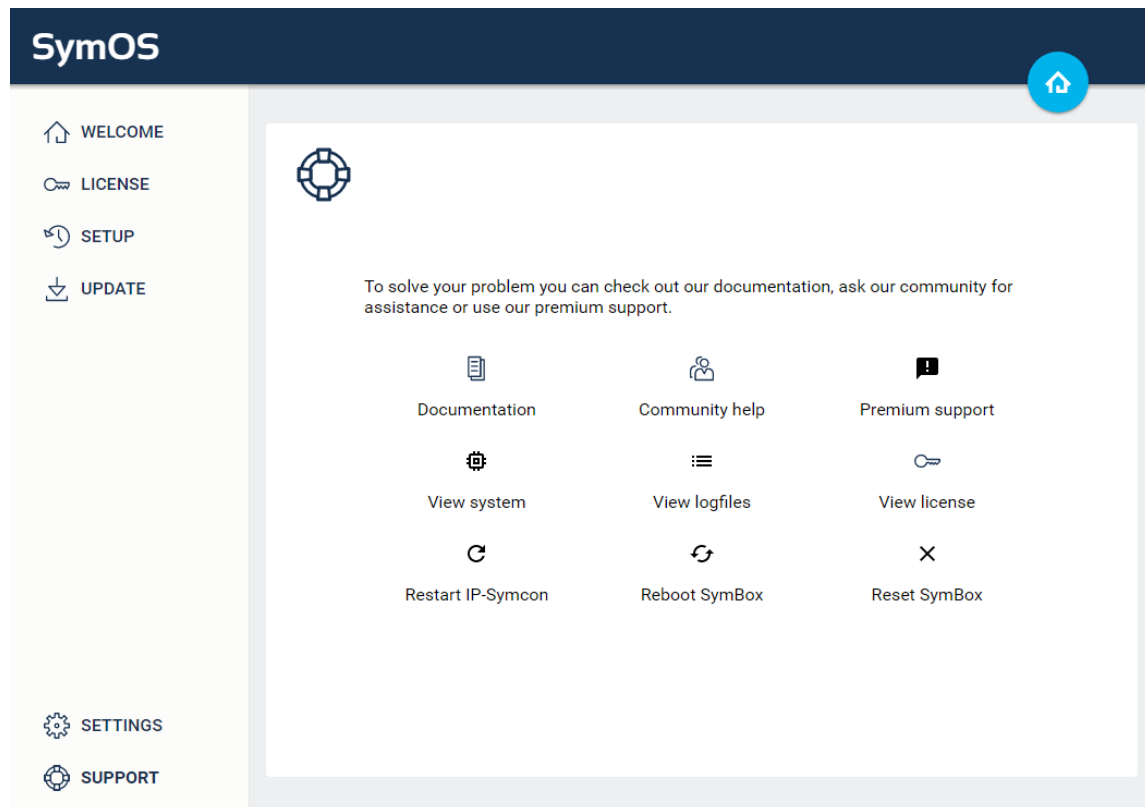 SymOS
WELCOME
LICENSE
SETUP
UPDATE
To solve your problem you can check out our documentation, ask our community for
assistance or use our premium support.
Documentation
Community help
Premium support
View system
View logfiles
View license
Restart IP-Symcon
Reboot SymBox
Reset SymBox
SETTINGS
SUPPORT